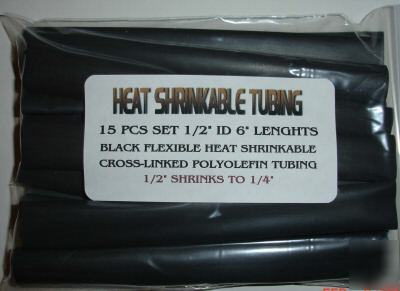 HEAT SHRINKABLE TUBING
15 PCS SET 1/2" ID 6" LENGHTS
BLACK FLEXIBLE HEAT SHRINKABLE
CROSS-LINKED POLYOLEFIN TUBING
1/2" SHRINKS TO 1/4"